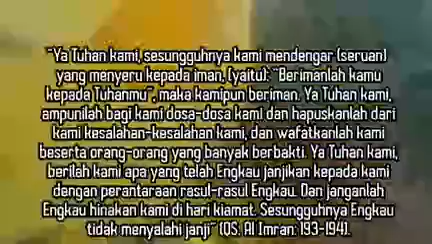 "Ya Tuhan kami, sesungguhnya kami mendengar (seruan)
yang menyeru kepada iman, (yaitu): "Berimanlah kamu
kepada Tuhanmu", maka kamipun beriman. Ya Tuhan kami,
ampunilah bagi kami dosa-dosa kami dan hapuskanlah dari
kami kesalahan-kesalahan kami, dan wafatkanlah kami
beserta orang-orang yang banyak berbakti. Ya Tuhan kami,
berilah kami apa yang telah Engkau janjikan kepada kami
dengan perantaraan rasul-rasul Engkau. Dan janganlah
Engkau hinakan kami di hari kiamat. Sesungguhnya Engkau
tidak menyalahi janji" (QS. Al Imran: 193-194).